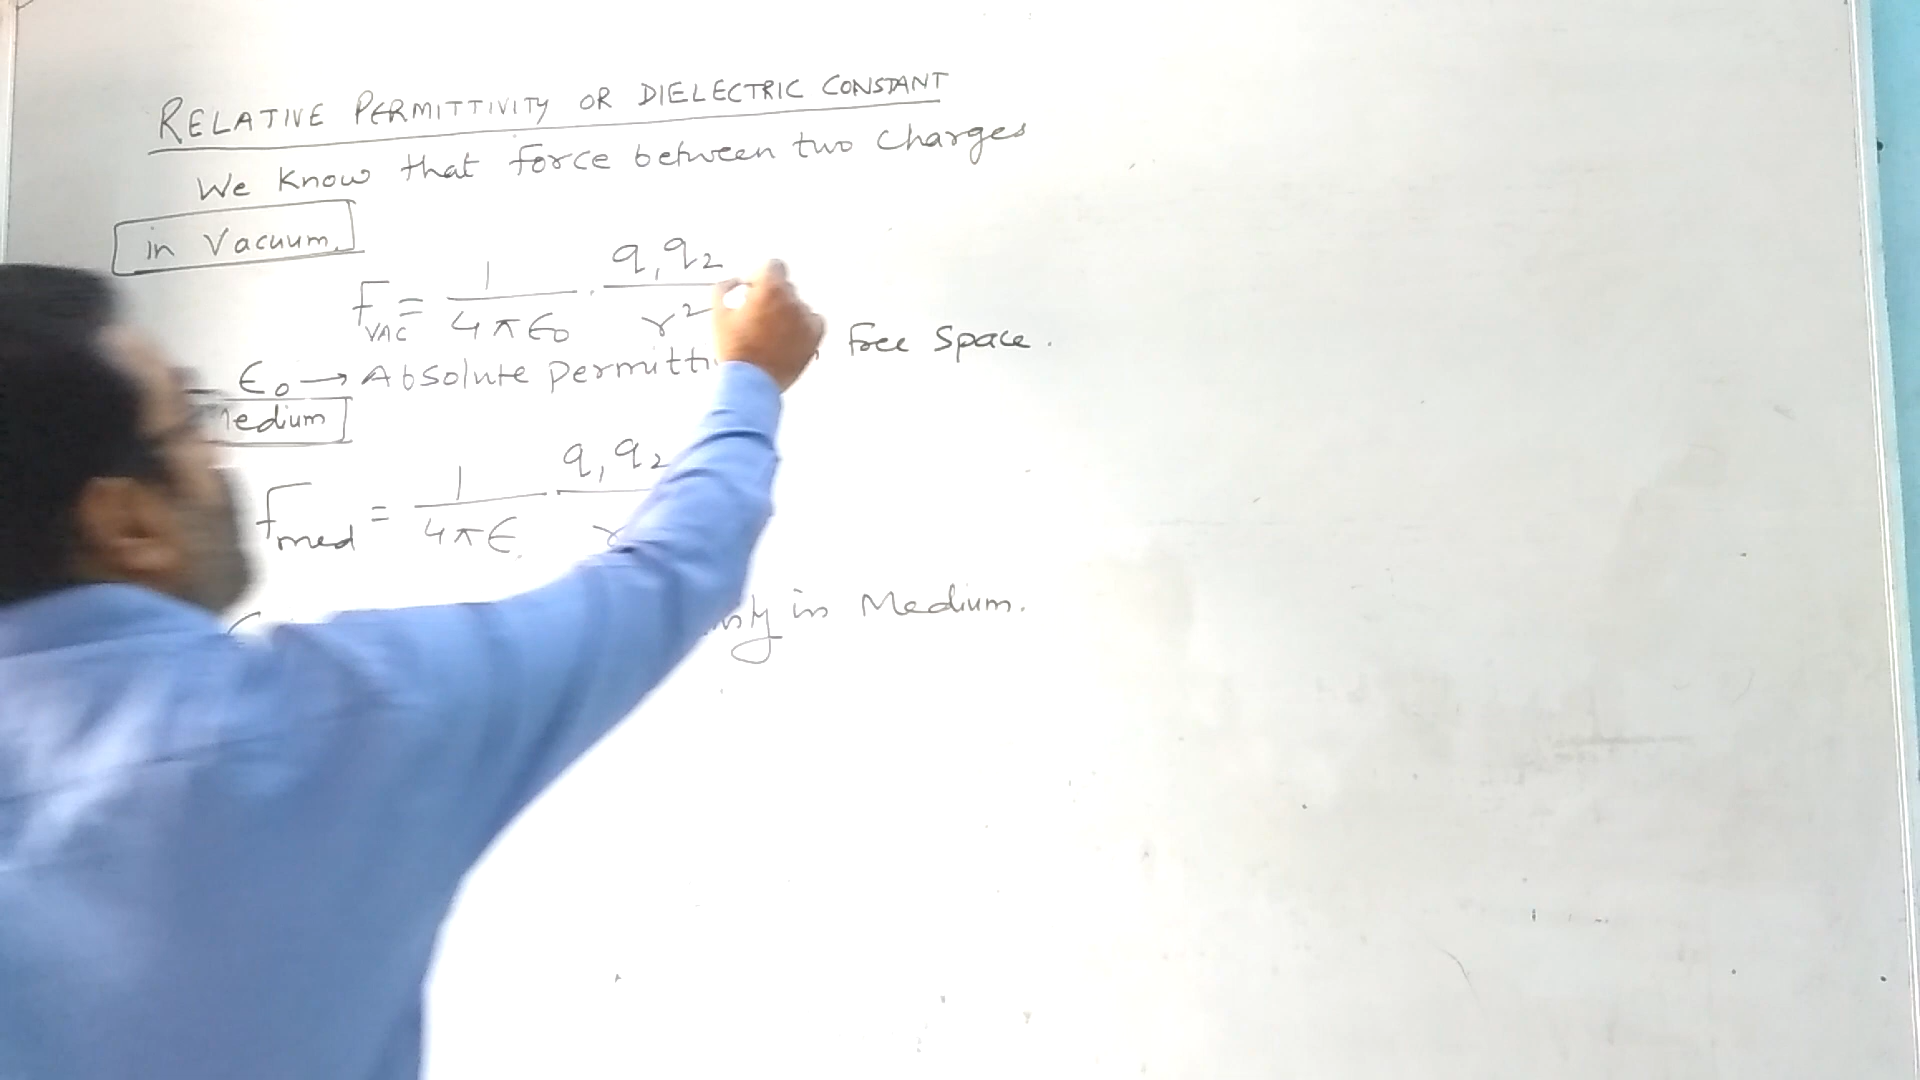 RELATIVE PERMITTIVITY OR DIELECTRIC CONSTANT
We know that force between two charges
in Vacuum.
F_VAC = 1/4πϵ₀ · q₁q₂/r²
ϵ₀ → Absolute permitti free space.
edium
F_med = 1/4πϵ · q₁q₂
in Medium.